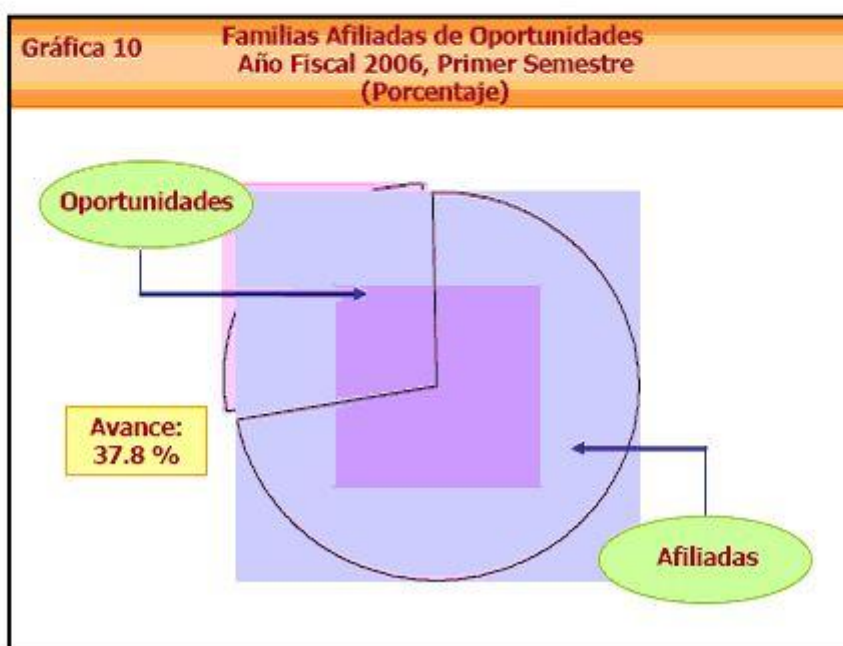 Gráfica 10
Familias Afiliadas de Oportunidades
Año Fiscal 2006, Primer Semestre
(Porcentaje)
Oportunidades
Avance:
37.8 %
Afiliadas